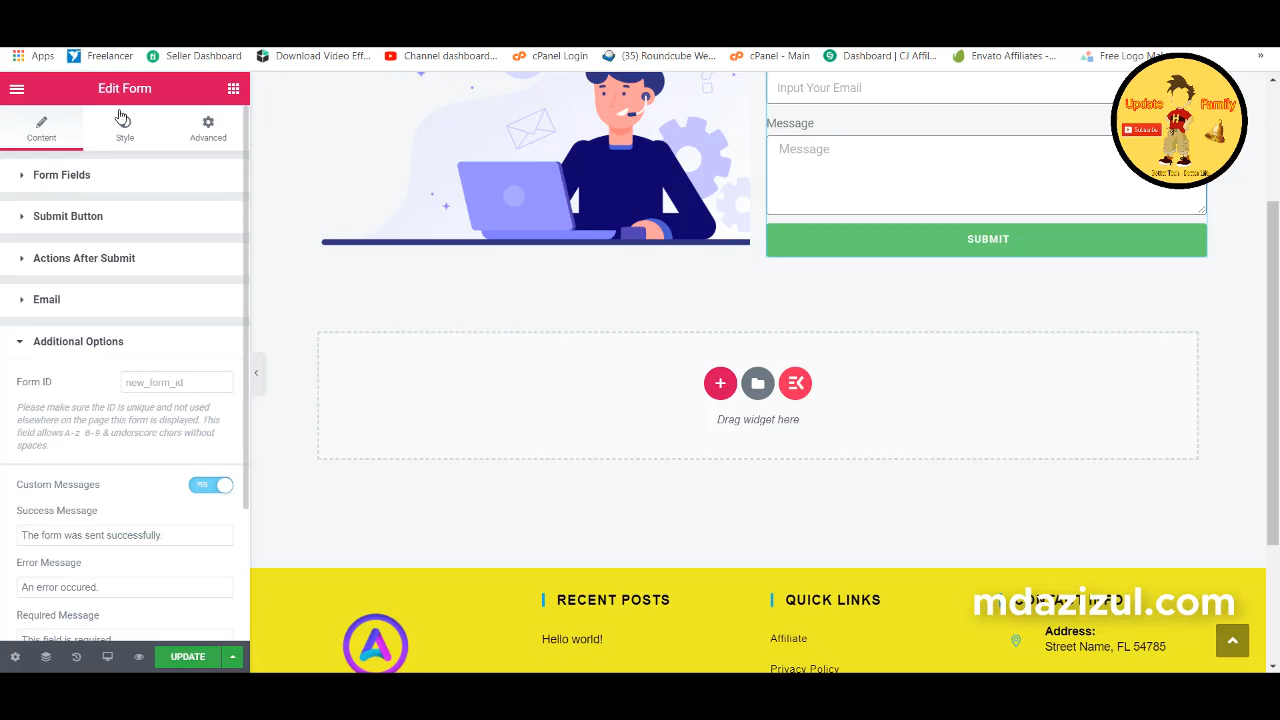 Apps
Freelancer
Seller Dashboard
Download Video Eff...
Channel dashboard...
cPanel Login
(35) Roundcube We...
cPanel - Main
Dashboard | CJ Affil...
Envato Affiliates -...
Free Logo Ma
»
Edit Form
Content
Style
Advanced
Form Fields
Submit Button
Actions After Submit
Email
Additional Options
Form ID
new_form_id
Please make sure the ID is unique and not used
elsewhere on the page this form is displayed. This
field allows A-z 0-9 & underscore chars without
spaces.
Custom Messages
YES
Success Message
The form was sent successfully.
Error Message
An error occured.
Required Message
This field is required
UPDATE
Input Your Email
Message
Message
SUBMIT
Update Family
H
Subscribe
Drag widget here
RECENT POSTS
Hello world!
QUICK LINKS
Affiliate
Privacy Policy
mdazizul.com
Address:
Street Name, FL 54785